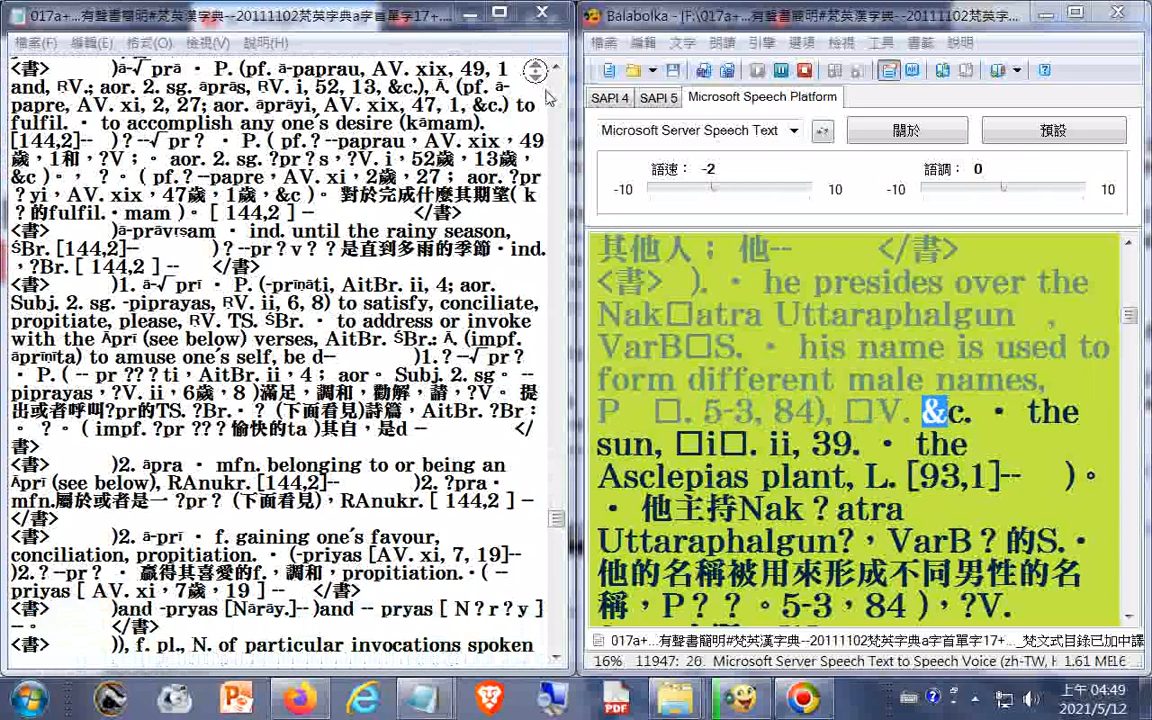 017a+...有聲書簡明#梵英漢字典--20111102梵英字典a字首單字17+...
檔案(F) 編輯(E) 格式(O) 檢視(V) 說明(H)
<書> )ā-√prā ‧ P. (pf. ā-paprau, AV. xix, 49, 1
and, ṚV.; aor. 2. sg. āprās, ṚV. i, 52, 13, &c.), Ā. (pf. ā-
papre, AV. xi, 2, 27; aor. āprāyi, AV. xix, 47, 1, &c.) to
fulfil. ‧ to accomplish any one's desire (kāmam).
[144,2]-- )? --√pr? ‧ P. ( pf.? --paprau, AV. xix, 49
歲，1和，?V；。 aor. 2. sg. ?pr?s，?V. i，52歲，13歲，
&c )。，?。( pf.? --papre，AV. xi，2歲，27； aor. ?pr
?yi，AV. xix，47歲，1歲，&c )。 對於完成什麼其期望( k
?的fulfil.‧mam )。[ 144,2 ] -- </書>
<書> )ā-prāvṛṣam ‧ ind. until the rainy season,
ŚBr. [144,2]-- )? --pr?v??是直到多雨的季節‧ind.
，?Br. [ 144,2 ] -- </書>
<書> )1. ā-√prī ‧ P. (-prīṇāti, AitBr. ii, 4; aor.
Subj. 2. sg. -piprayas, ṚV. ii, 6, 8) to satisfy, conciliate,
propitiate, please, ṚV. TS. ŚBr. ‧ to address or invoke
with the Āprī (see below) verses, AitBr. ŚBr.: Ā. (impf.
āprīṇīta) to amuse one's self, be d-- )1. ? --√pr?
‧ P. ( -- pr???ti，AitBr. ii，4； aor。 Subj. 2. sg。 --
piprayas，?V. ii，6歲，8 )滿足，調和，勸解，請，?V。 提
出或者呼叫?pr的TS. ?Br.‧? (下面看見)詩篇，AitBr. ?Br：
。?。( impf. ?pr???愉快的ta )其自，是d -- </
書>
<書> )2. āpra ‧ mfn. belonging to or being an
Āprī (see below), RAnukr. [144,2]-- )2. ?pra‧
mfn.屬於或者是一 ?pr? (下面看見)，RAnukr. [ 144,2 ] --
</書>
<書> )2. ā-prī ‧ f. gaining one's favour,
conciliation, propitiation. ‧ (-priyas [AV. xi, 7, 19]--
)2.? --pr? ‧ 贏得其喜愛的f.，調和，propitiation.‧( --
priyas [ AV. xi，7歲，19 ] -- </書>
<書> )and -pryas [Nārāy.]-- )and -- pryas [ N?r?y ]
--。 </書>
<書> )), f. pl., N. of particular invocations spoken
Balabolka - [F:\017a+...有聲書簡明#梵英漢字典--20111102梵英字...
檔案 編輯 文字 朗讀 引擎 選項 檢視 工具 書籤 說明
SAPI 4 SAPI 5 Microsoft Speech Platform
Microsoft Server Speech Text 關於 預設
語速： -2 語調： 0
-10 10 -10 10
其他人； 他-- </書>
<書> ). ‧ he presides over the
Nak□atra Uttaraphalgun ,
VarB□S. ‧ his name is used to
form different male names,
P □. 5-3, 84), □V. &c. ‧ the
sun, □i□. ii, 39. ‧ the
Asclepias plant, L. [93,1]-- )。
‧ 他主持Nak？atra
Uttaraphalgun?，VarB？的S.‧
他的名稱被用來形成不同男性的名
稱，P？？。5-3，84 )，?V.
017a+...有聲書簡明#梵英漢字典--20111102梵英字典a字首單字17+..._梵文式目錄已加中譯
16% 11947: 20. Microsoft Server Speech Text to Speech Voice (zh-TW, H 1.61 МБ
上午 04:49
2021/5/12